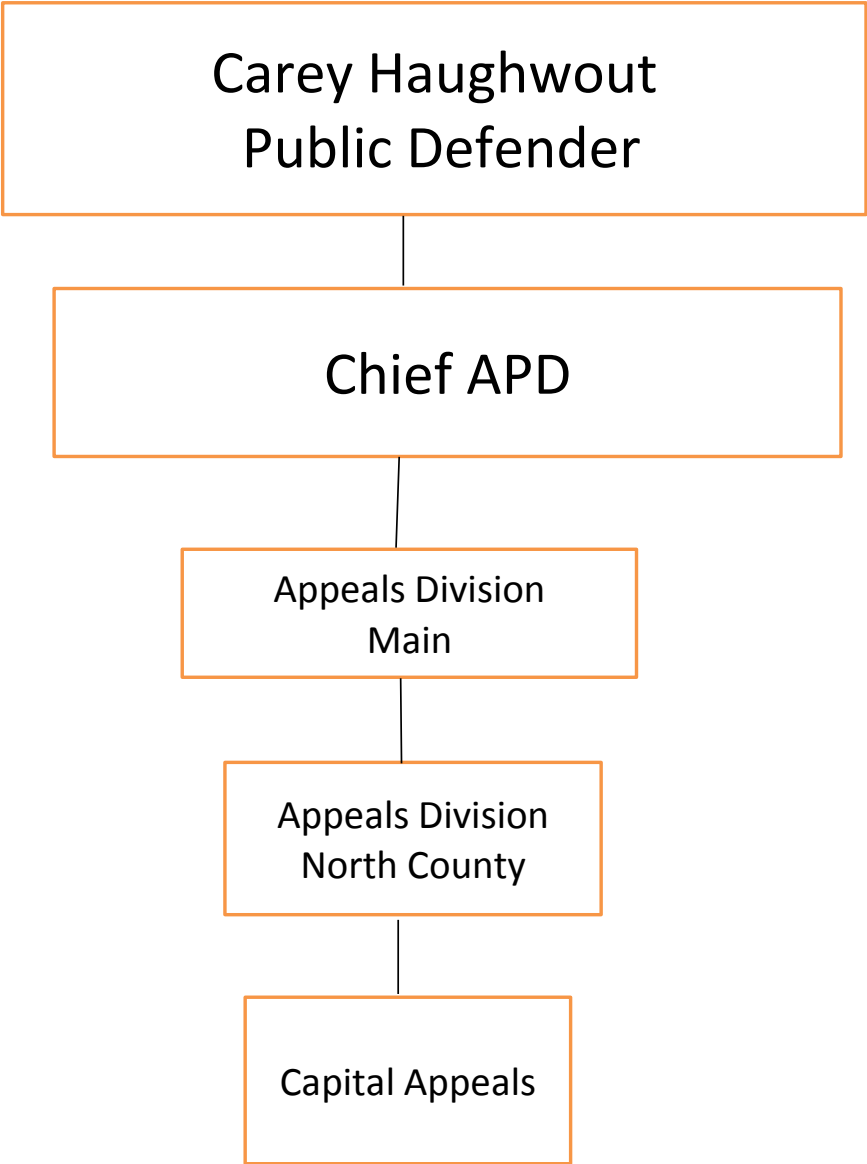 Carey Haughwout
Public Defender
Chief APD
Appeals Division
Main
Appeals Division
North County
Capital Appeals